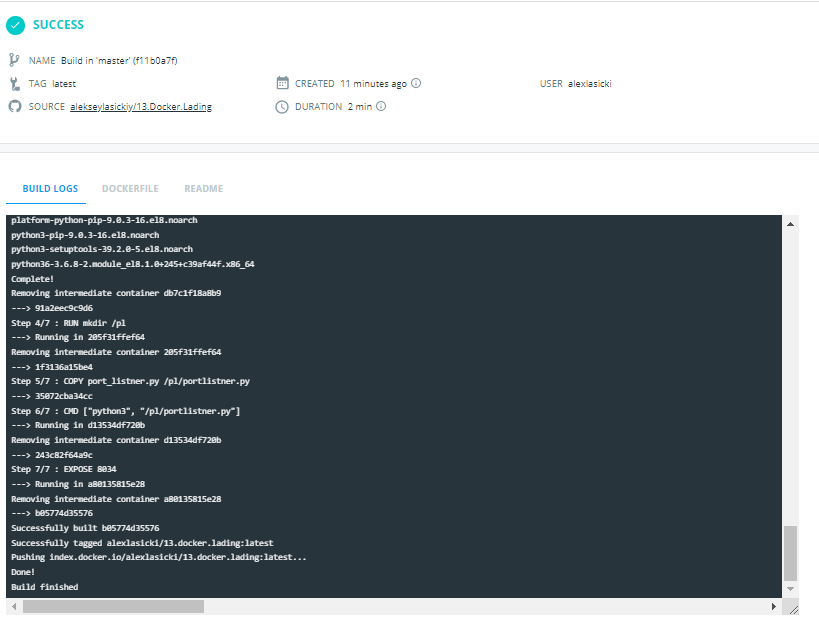 SUCCESS
NAME Build in 'master' (f11b0a7f)
TAG latest
CREATED 11 minutes ago
USER alexlasicki
SOURCE alekseylasickiy/13.Docker.Lading
DURATION 2 min
BUILD LOGS DOCKERFILE README
platform-python-pip-9.0.3-16.el8.noarch
python3-pip-9.0.3-16.el8.noarch
python3-setuptools-39.2.0-5.el8.noarch
python36-3.6.8-2.module_el8.1.0+245+c39af44f.x86_64
Complete!
Removing intermediate container db7c1f18a8b9
---> 91a2eec9c9d6
Step 4/7 : RUN mkdir /pl
---> Running in 205f31ffef64
Removing intermediate container 205f31ffef64
---> 1f3136a15be4
Step 5/7 : COPY port_listner.py /pl/portlistner.py
---> 35072cba34cc
Step 6/7 : CMD ["python3", "/pl/portlistner.py"]
---> Running in d13534df720b
Removing intermediate container d13534df720b
---> 243c82f64a9c
Step 7/7 : EXPOSE 8034
---> Running in a80135815e28
Removing intermediate container a80135815e28
---> b05774d35576
Successfully built b05774d35576
Successfully tagged alexlasicki/13.docker.lading:latest
Pushing index.docker.io/alexlasicki/13.docker.lading:latest...
Done!
Build finished